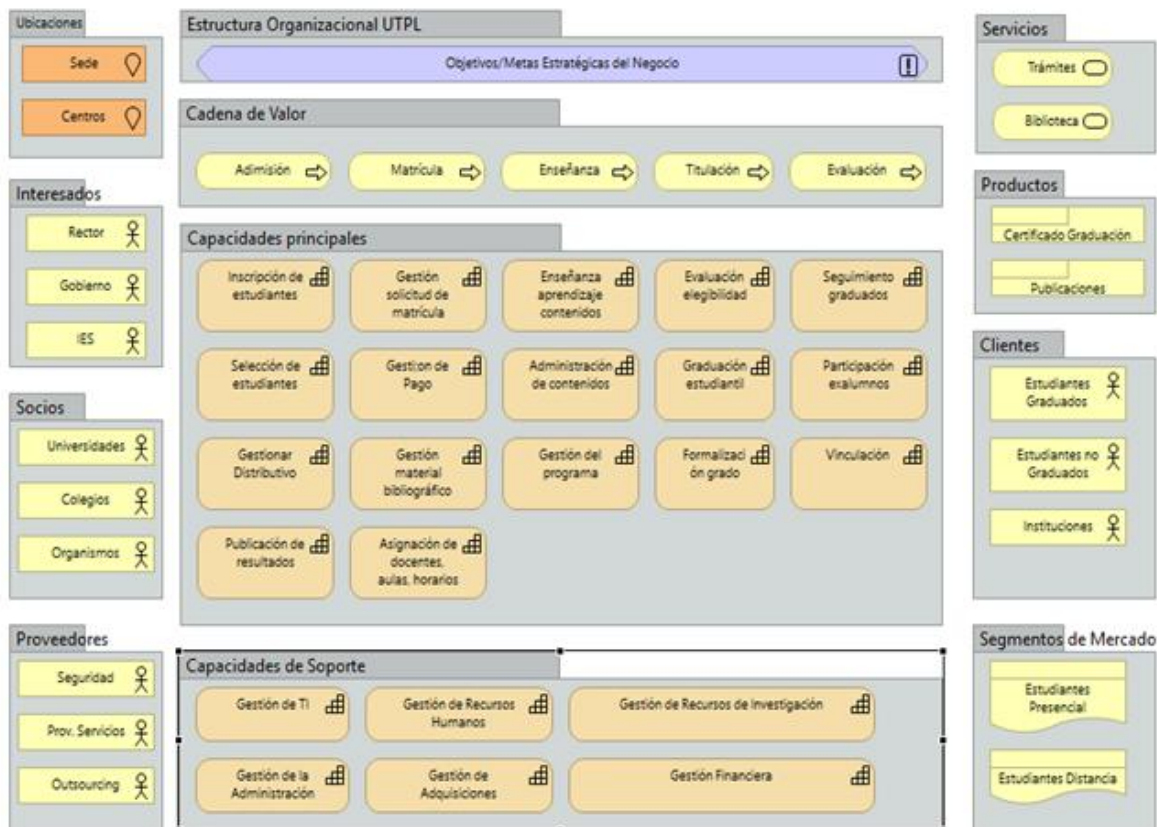 Ubicaciones
Sede
Centros
Interesados
Rector
Gobierno
IES
Socios
Universidades
Colegios
Organismos
Proveedores
Seguridad
Prov. Servicios
Outsourcing
Estructura Organizacional UTPL
Objetivos/Metas Estratégicas del Negocio
Cadena de Valor
Admisión
Matrícula
Enseñanza
Titulación
Evaluación
Capacidades principales
Inscripción de
estudiantes
Gestión
solicitud de
matrícula
Enseñanza
aprendizaje
contenidos
Evaluación
elegibilidad
Seguimiento
graduados
Selección de
estudiantes
Gesti:on de
Pago
Administración
de contenidos
Graduación
estudiantil
Participación
exalumnos
Gestionar
Distributivo
Gestión
material
bibliográfico
Gestión del
programa
Formalizaci
ón grado
Vinculación
Publicación de
resultados
Asignación de
docentes,
aulas, horarios
Capacidades de Soporte
Gestión de TI
Gestión de Recursos
Humanos
Gestión de Recursos de Investigación
Gestión de la
Administración
Gestión de
Adquisiciones
Gestión Financiera
Servicios
Trámites
Biblioteca
Productos
Certificado Graduación
Publicaciones
Clientes
Estudiantes
Graduados
Estudiantes no
Graduados
Instituciones
Segmentos de Mercado
Estudiantes
Presencial
Estudiantes Distancia